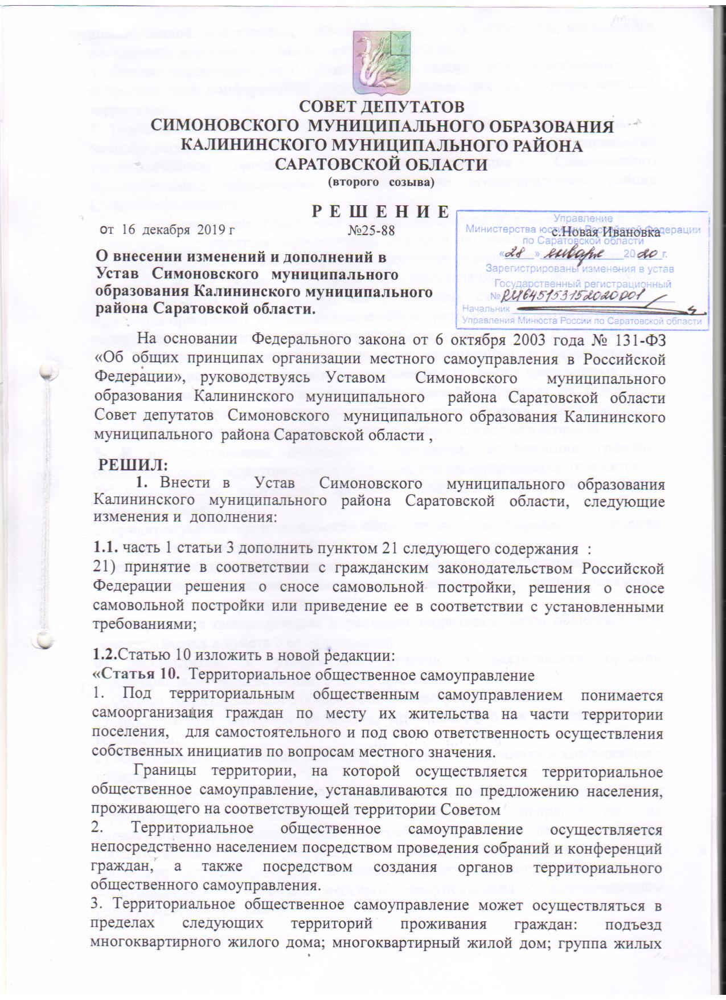 СОВЕТ ДЕПУТАТОВ
СИМОНОВСКОГО МУНИЦИПАЛЬНОГО ОБРАЗОВАНИЯ
КАЛИНИНСКОГО МУНИЦИПАЛЬНОГО РАЙОНА
САРАТОВСКОЙ ОБЛАСТИ
(второго созыва)
Р Е Ш Е Н И Е
от 16 декабря 2019 г №25-88 с.Новая Ивановка
Управление
Министерства юстиции Российской Федерации
по Саратовской области
«28» января 2020 г.
Зарегистрированы изменения в устав
Государственный регистрационный
№ RU645153152020001
Начальник
Управления Минюста России по Саратовской области
О внесении изменений и дополнений в
Устав Симоновского муниципального
образования Калининского муниципального
района Саратовской области.
На основании Федерального закона от 6 октября 2003 года № 131-ФЗ
«Об общих принципах организации местного самоуправления в Российской
Федерации», руководствуясь Уставом Симоновского муниципального
образования Калининского муниципального района Саратовской области
Совет депутатов Симоновского муниципального образования Калининского
муниципального района Саратовской области ,
РЕШИЛ:
1. Внести в Устав Симоновского муниципального образования
Калининского муниципального района Саратовской области, следующие
изменения и дополнения:
1.1. часть 1 статьи 3 дополнить пунктом 21 следующего содержания :
21) принятие в соответствии с гражданским законодательством Российской
Федерации решения о сносе самовольной постройки, решения о сносе
самовольной постройки или приведение ее в соответствии с установленными
требованиями;
1.2.Статью 10 изложить в новой редакции:
«Статья 10. Территориальное общественное самоуправление
1. Под территориальным общественным самоуправлением понимается
самоорганизация граждан по месту их жительства на части территории
поселения, для самостоятельного и под свою ответственность осуществления
собственных инициатив по вопросам местного значения.
Границы территории, на которой осуществляется территориальное
общественное самоуправление, устанавливаются по предложению населения,
проживающего на соответствующей территории Советом
2. Территориальное общественное самоуправление осуществляется
непосредственно населением посредством проведения собраний и конференций
граждан, а также посредством создания органов территориального
общественного самоуправления.
3. Территориальное общественное самоуправление может осуществляться в
пределах следующих территорий проживания граждан: подъезд
многоквартирного жилого дома; многоквартирный жилой дом; группа жилых